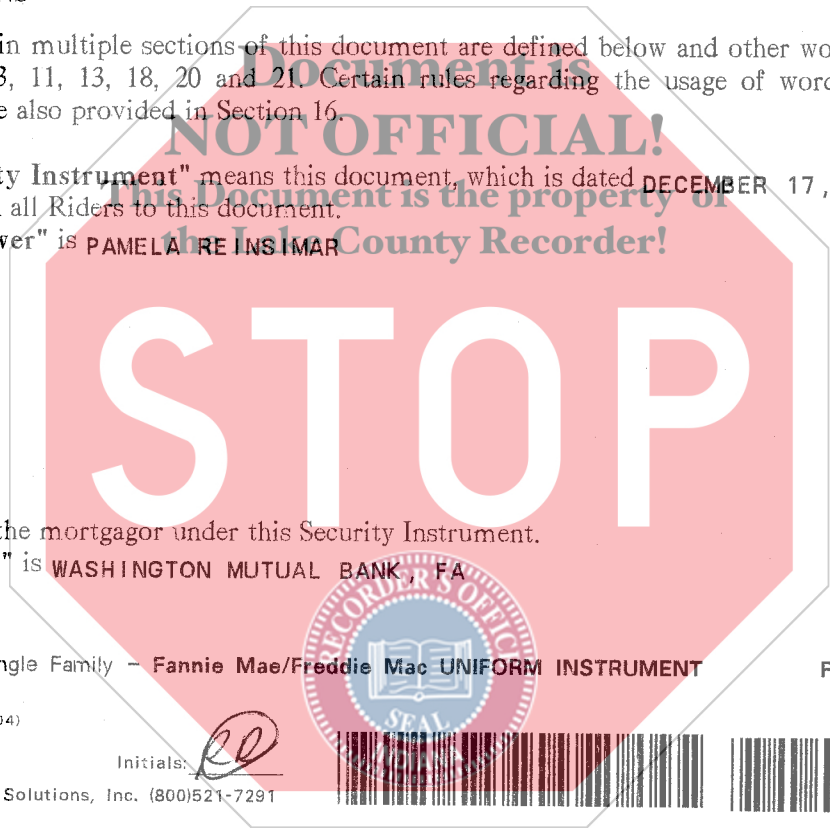 in multiple sections of this document are defined below and other wo
3, 11, 13, 18, 20 and 21. Certain rules regarding the usage of word
e also provided in Section 16.
Document is
NOT OFFICIAL!
This Document is the property of
the Lake County Recorder!
ty Instrument" means this document, which is dated DECEMBER 17,
all Riders to this document.
wer" is PAMELA REINSIMAR
STOP
the mortgagor under this Security Instrument.
" is WASHINGTON MUTUAL BANK, FA
RECORDER'S OFFICE
SEAL
INDIANA
ngle Family - Fannie Mae/Freddie Mac UNIFORM INSTRUMENT F
04)
Initials:
Solutions, Inc. (800)521-7291